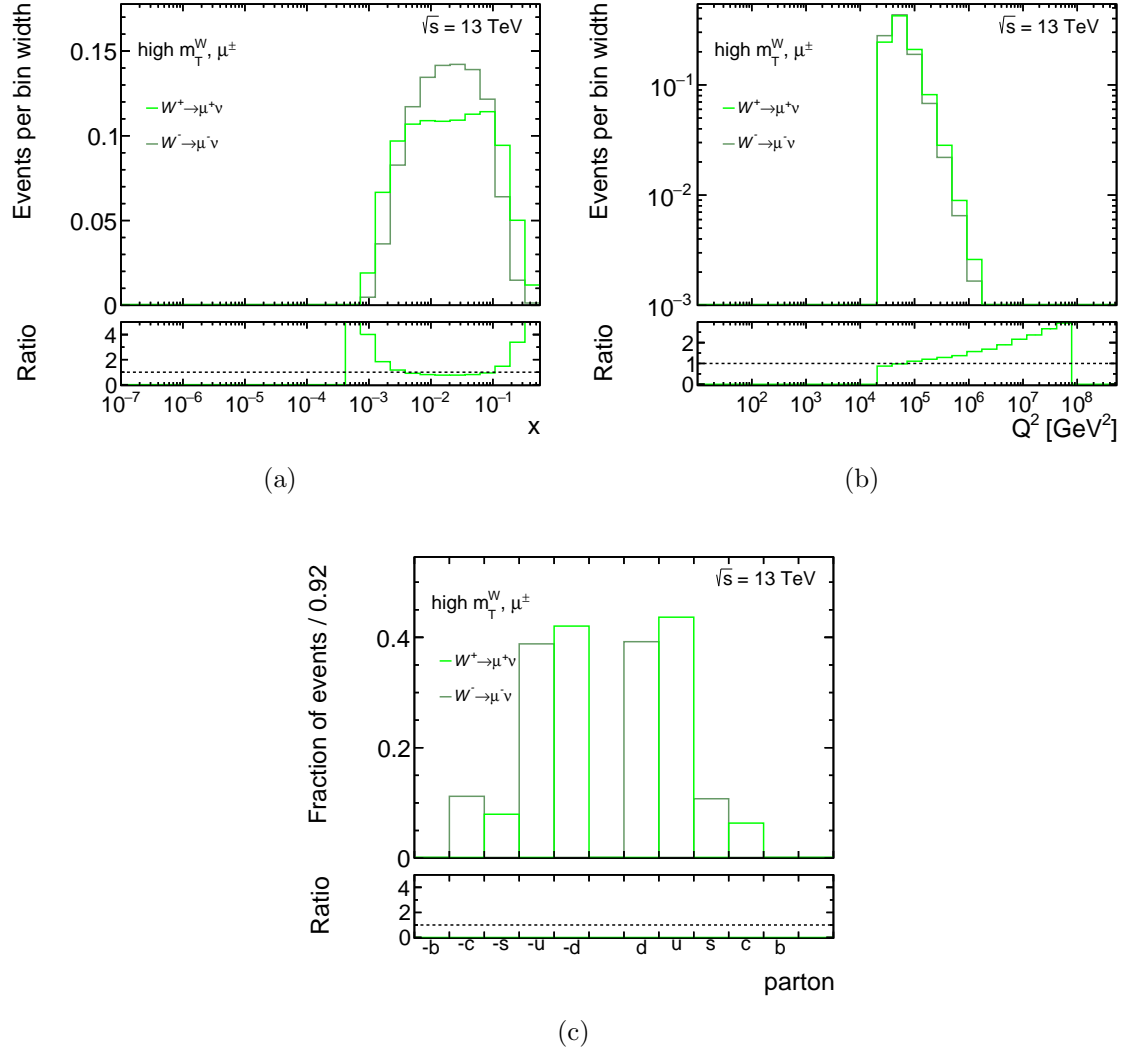 Events per bin width
√s = 13 TeV
high m_T^W, μ^±
W^+→μ^+ν
W^-→μ^-ν
0.15
0.1
0.05
0
Ratio
4
2
0
10^−7 10^−6 10^−5 10^−4 10^−3 10^−2 10^−1
x
(a)
Events per bin width
√s = 13 TeV
high m_T^W, μ^±
W^+→μ^+ν
W^-→μ^-ν
10^−1
10^−2
10^−3
Ratio
2
1
0
10^2 10^3 10^4 10^5 10^6 10^7 10^8
Q^2 [GeV^2]
(b)
Fraction of events / 0.92
√s = 13 TeV
high m_T^W, μ^±
W^+→μ^+ν
W^-→μ^-ν
0.4
0.2
0
Ratio
4
2
0
-b -c -s -u -d d u s c b
parton
(c)